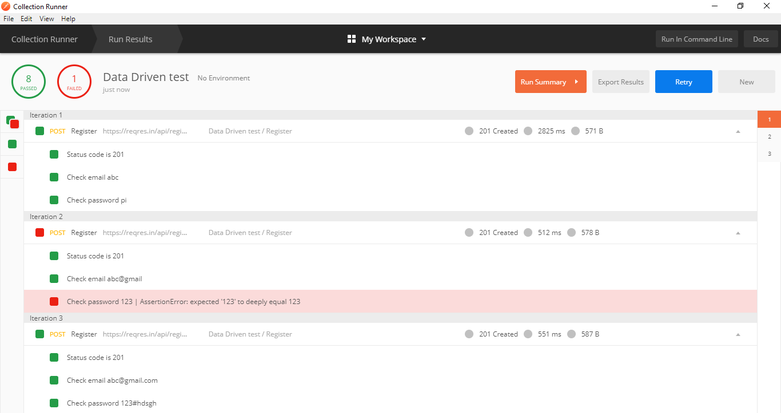 Collection Runner
File Edit View Help
Collection Runner Run Results My Workspace Run In Command Line Docs
8 PASSED 1 FAILED Data Driven test No Environment
just now
Run Summary Export Results Retry New
Iteration 1
1
POST Register https://reqres.in/api/regi... Data Driven test / Register 201 Created 2825 ms 571 B
2
Status code is 201
3
Check email abc
Check password pi
Iteration 2
POST Register https://reqres.in/api/regi... Data Driven test / Register 201 Created 512 ms 578 B
Status code is 201
Check email abc@gmail
Check password 123 | AssertionError: expected '123' to deeply equal 123
Iteration 3
POST Register https://reqres.in/api/regi... Data Driven test / Register 201 Created 551 ms 587 B
Status code is 201
Check email abc@gmail.com
Check password 123#hdsgh